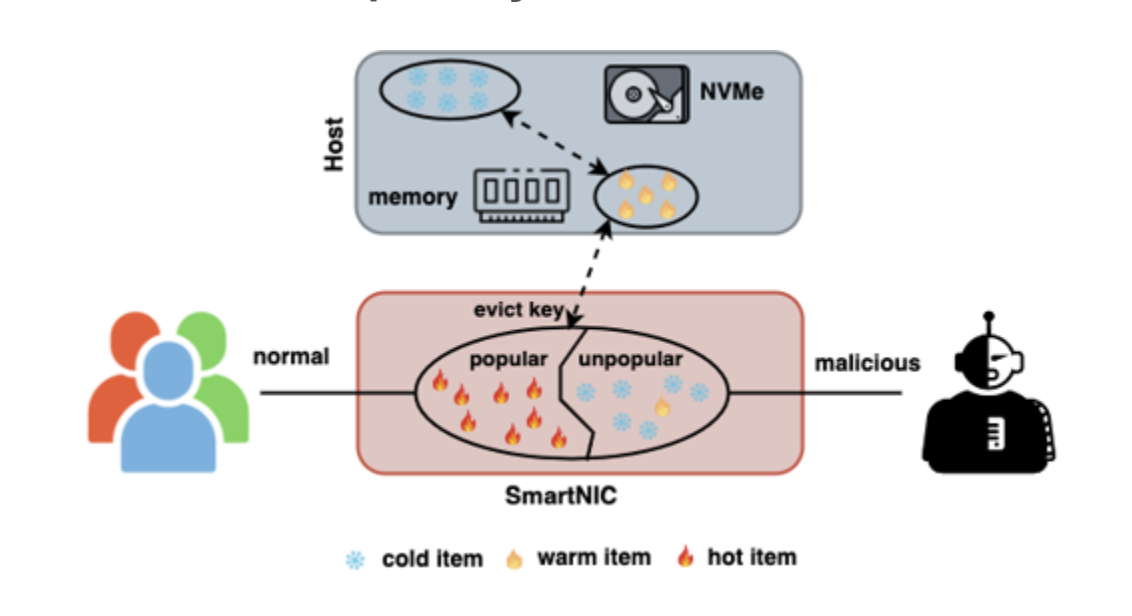 Host
NVMe
memory
evict key
normal
popular
unpopular
malicious
SmartNIC
cold item
warm item
hot item